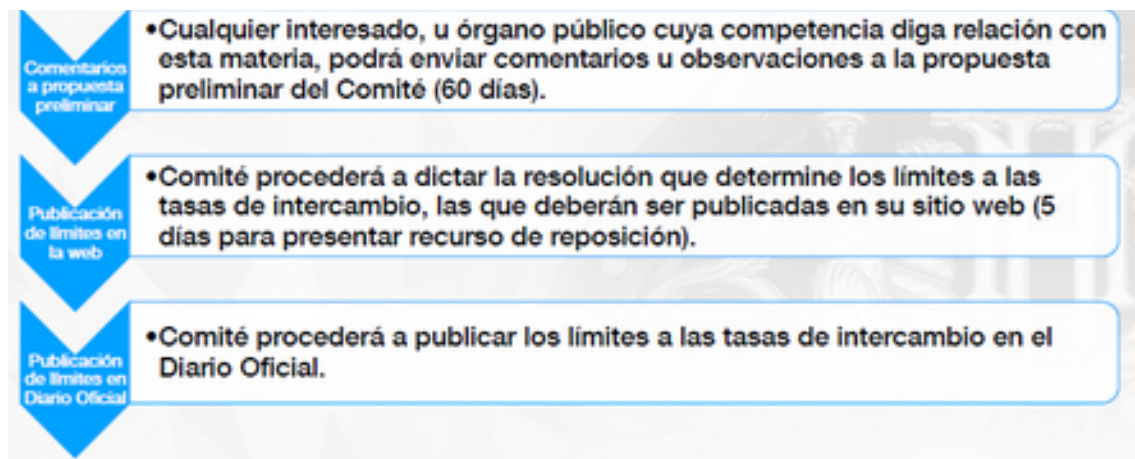 Comentarios
a propuesta
preliminar
•Cualquier interesado, u órgano público cuya competencia diga relación con
esta materia, podrá enviar comentarios u observaciones a la propuesta
preliminar del Comité (60 días).
Publicación
de límites en
la web
•Comité procederá a dictar la resolución que determine los límites a las
tasas de intercambio, las que deberán ser publicadas en su sitio web (5
días para presentar recurso de reposición).
Publicación
de límites en
Diario Oficial
•Comité procederá a publicar los límites a las tasas de intercambio en el
Diario Oficial.